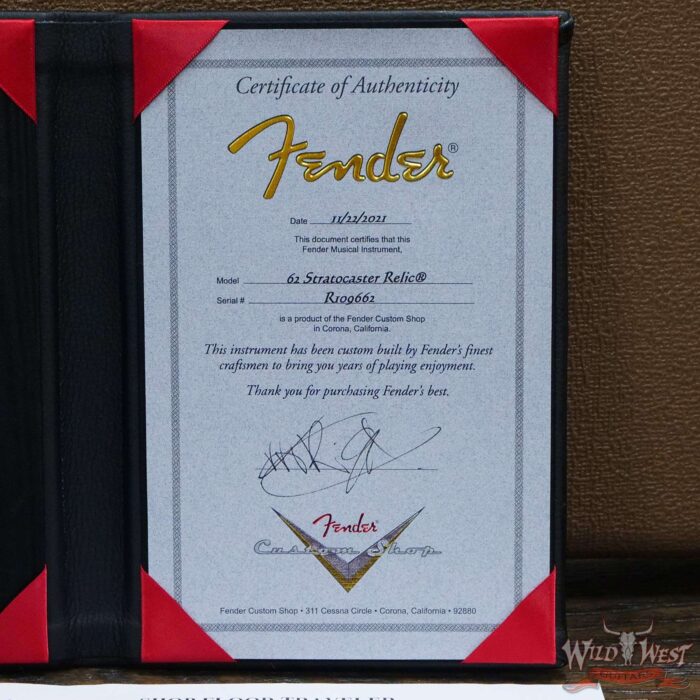 Certificate of Authenticity
Fender®
Date 11/22/2021
This document certifies that this
Fender Musical Instrument,
Model 62 Stratocaster Relic®
Serial # R109662
is a product of the Fender Custom Shop
in Corona, California.
This instrument has been custom built by Fender's finest
craftsmen to bring you years of playing enjoyment.
Thank you for purchasing Fender's best.
Fender
Custom Shop
Fender Custom Shop • 311 Cessna Circle • Corona, California • 92880
WILD WEST
GUITARS
SHOP FLOOR TRAVELER